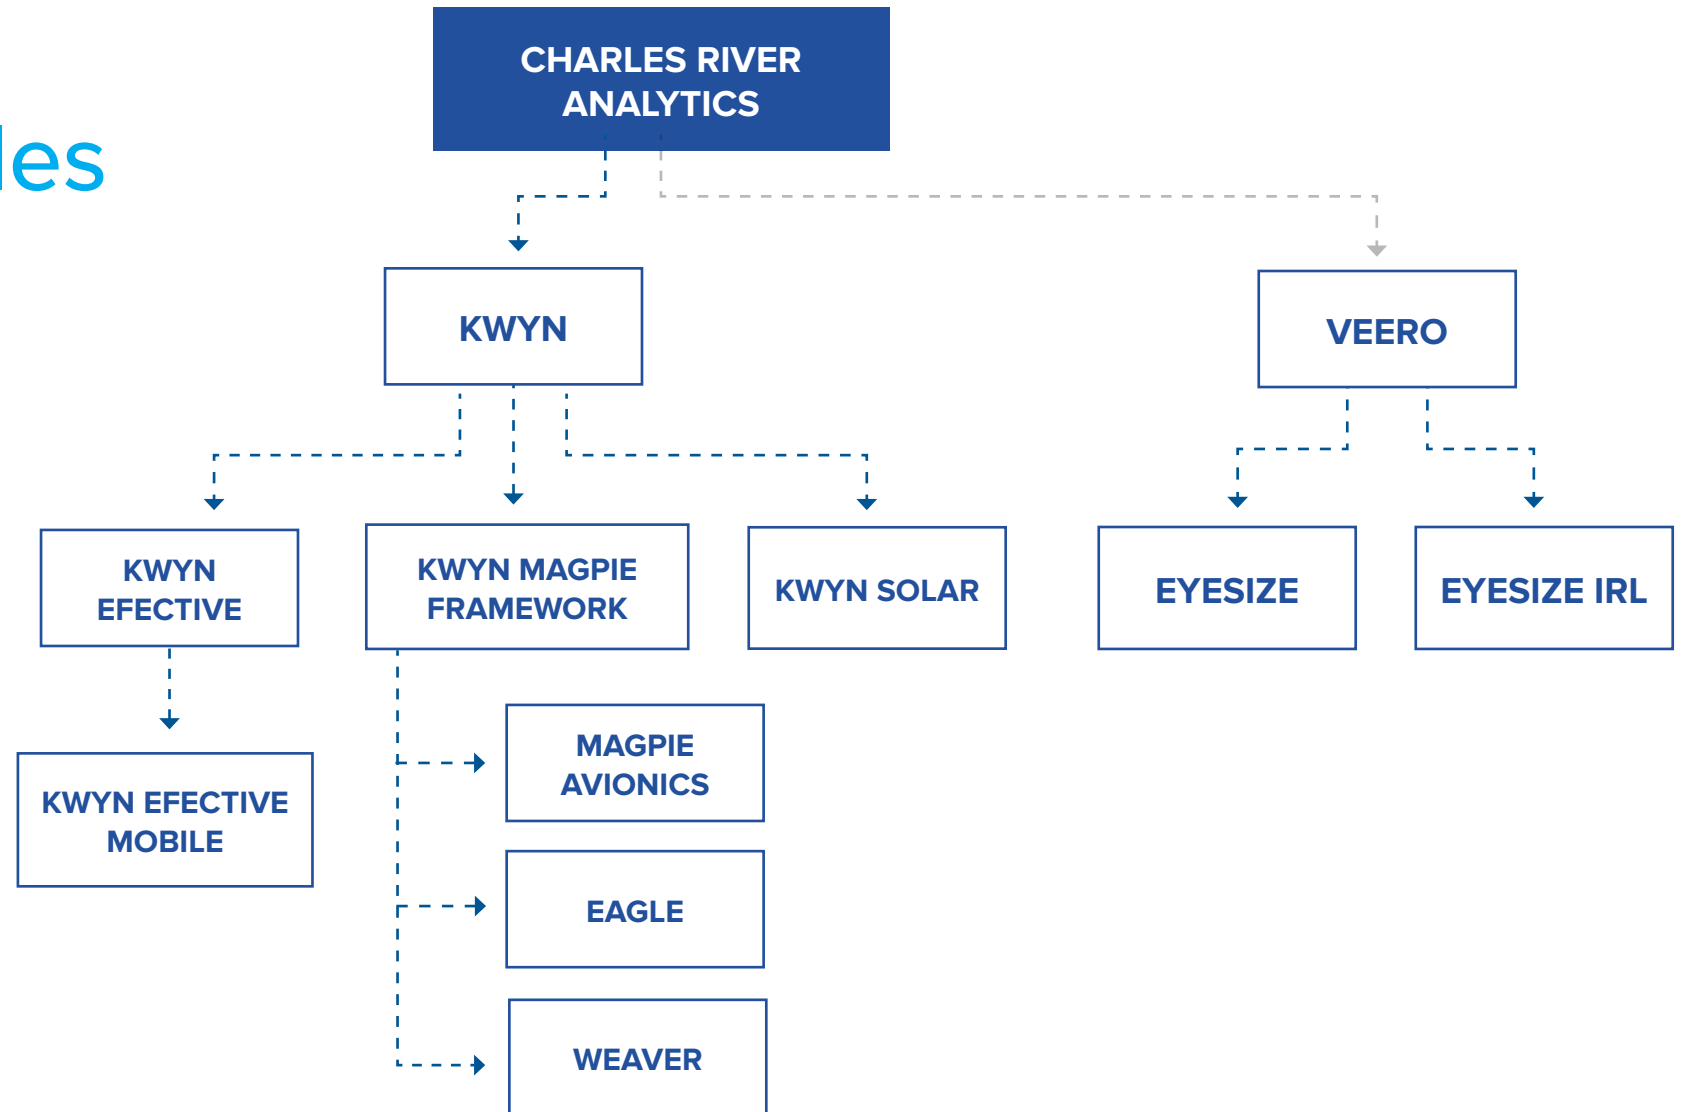 CHARLES RIVER
ANALYTICS
les
KWYN
VEERO
KWYN
EFECTIVE
KWYN MAGPIE
FRAMEWORK
KWYN SOLAR
EYESIZE
EYESIZE IRL
KWYN EFECTIVE
MOBILE
MAGPIE
AVIONICS
EAGLE
WEAVER